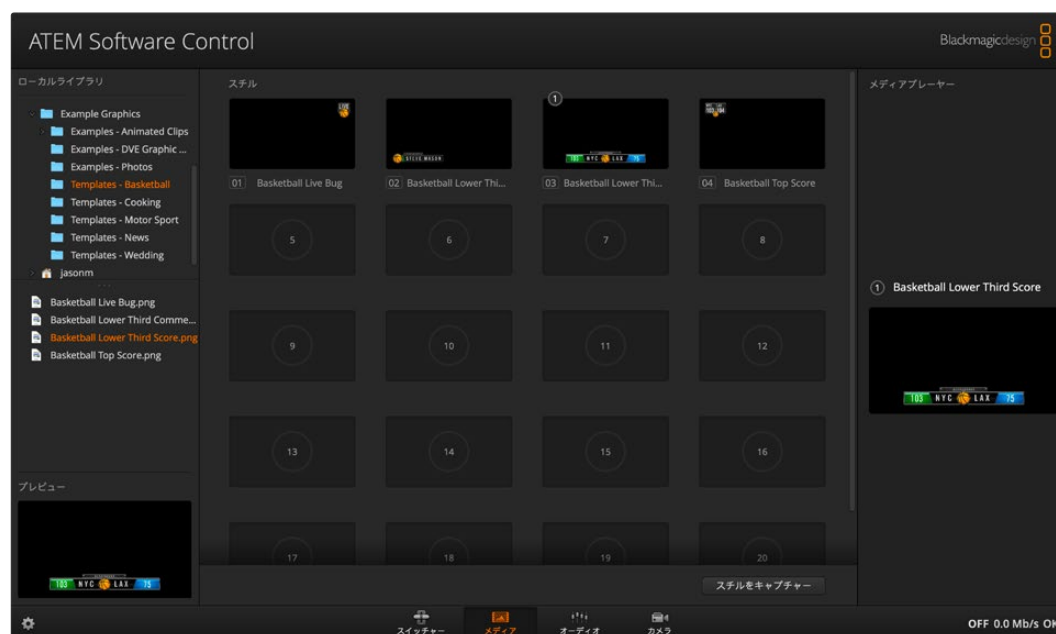 ATEM Software Control
Blackmagicdesign
ローカルライブラリ
Example Graphics
Examples - Animated Clips
Examples - DVE Graphic ...
Examples - Photos
Templates - Basketball
Templates - Cooking
Templates - Motor Sport
Templates - News
Templates - Wedding
jasonm
Basketball Live Bug.png
Basketball Lower Third Comme...
Basketball Lower Third Score.png
Basketball Top Score.png
プレビュー
103 NYC LAX 75
スチル
LIVE
STEVE MASON
1
103 NYC LAX 75
NYC LAX
103 94
01 Basketball Live Bug
02 Basketball Lower Thi...
03 Basketball Lower Thi...
04 Basketball Top Score
5 6 7 8
9 10 11 12
13 14 15 16
17 18 19 20
スチルをキャプチャー
メディアプレーヤー
1 Basketball Lower Third Score
103 NYC LAX 75
スイッチャー
メディア
オーディオ
カメラ
OFF 0.0 Mb/s OK